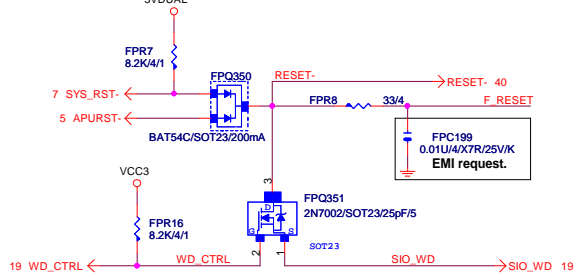 3VDUAL
FPR7
8.2K/4/1
FPQ350
RESET-
RESET- 40
7 SYS_RST-
FPR8
33/4
F_RESET
5 APURST-
BAT54C/SOT23/200mA
FPC199
0.01U/4/X7R/25V/K
EMI request.
VCC3
3
FPQ351
D
2N7002/SOT23/25pF/5
FPR16
8.2K/4/1
G
S
SOT23
2
1
19 WD_CTRL
WD_CTRL
SIO_WD
SIO_WD 19